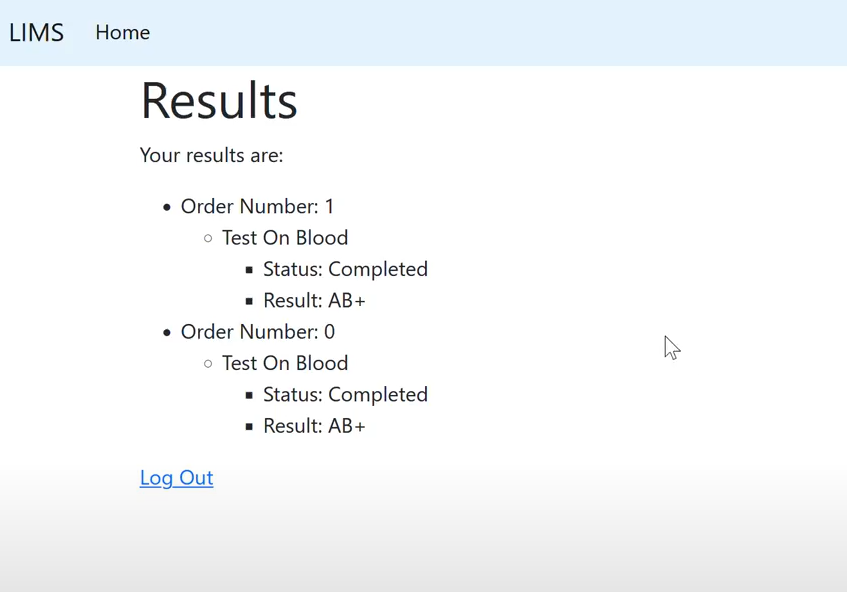 LIMS Home
Results
Your results are:
Order Number: 1
Test On Blood
Status: Completed
Result: AB+
Order Number: 0
Test On Blood
Status: Completed
Result: AB+
Log Out